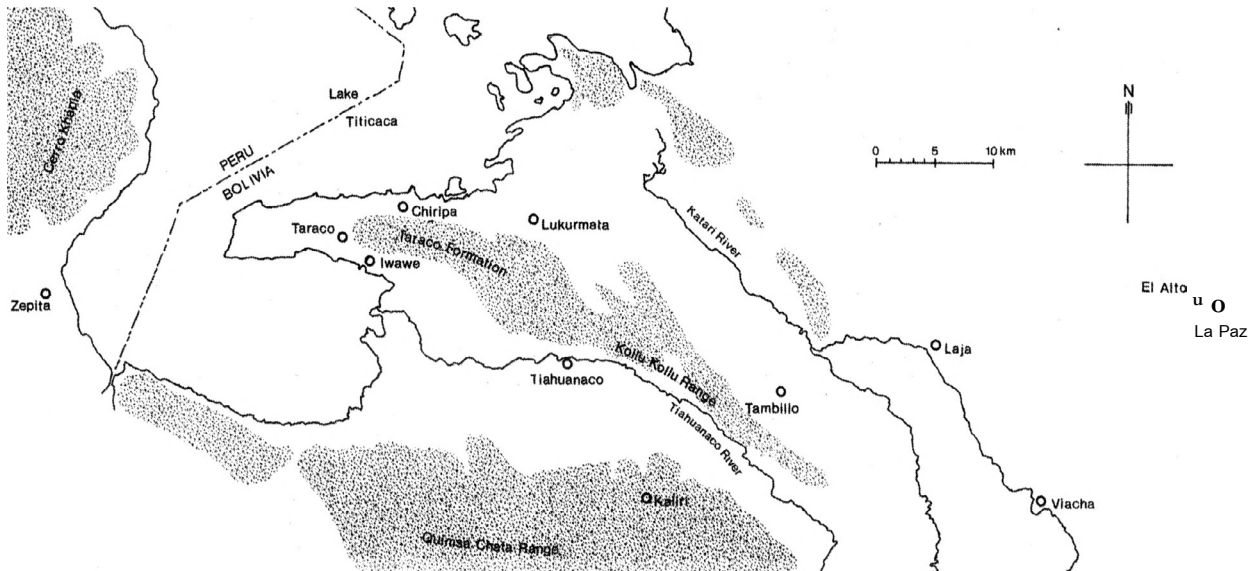 N
Lake
Titicaca
0 5 10 km
Cerro Khapia
PERU
BOLIVIA
Chiripa
Lukurmata
Katari River
Taraco
Taraco Formation
Iwawe
El Alto
u O
La Paz
Zepita
Laja
Kollu Kollu Range
Tiahuanaco
Tambillo
Tiahuanaco River
Kaliri
Viacha
Quimsa Chata Range